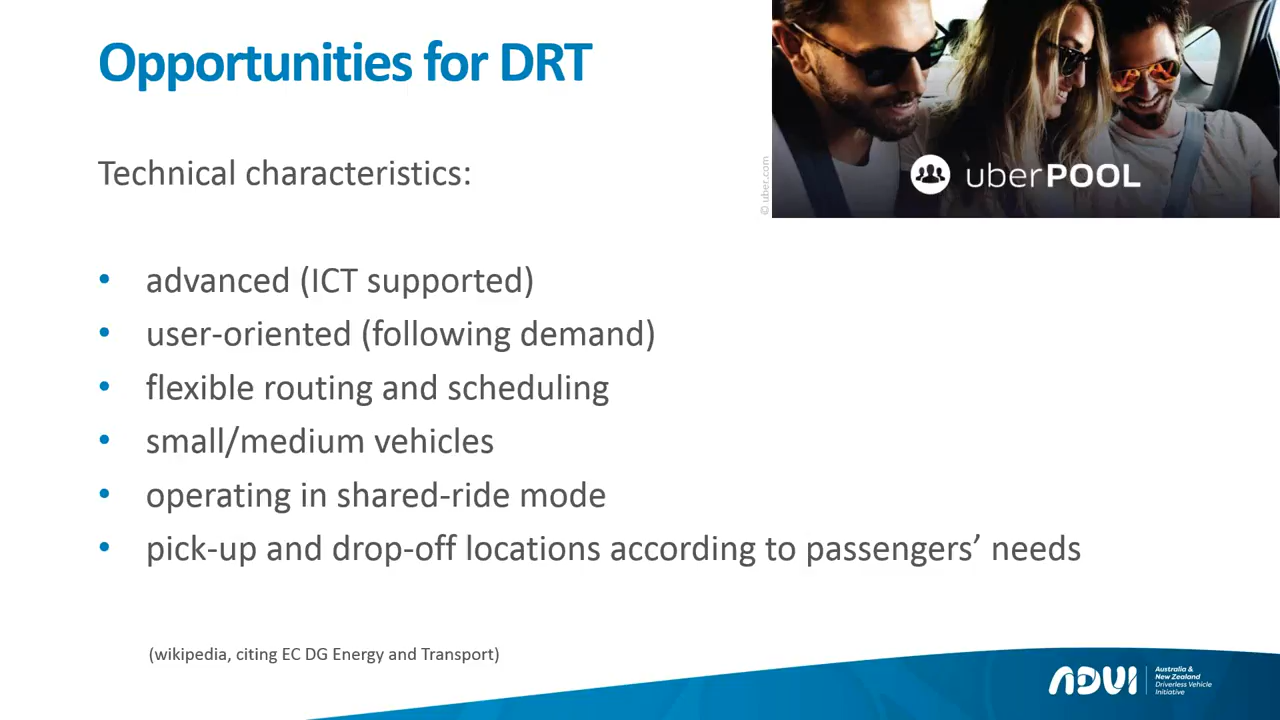 Opportunities for DRT
© uber.com
uberPOOL
Technical characteristics:
• advanced (ICT supported)
• user-oriented (following demand)
• flexible routing and scheduling
• small/medium vehicles
• operating in shared-ride mode
• pick-up and drop-off locations according to passengers’ needs
(wikipedia, citing EC DG Energy and Transport)
ADVI
Australia &
New Zealand
Driverless Vehicle
Initiative